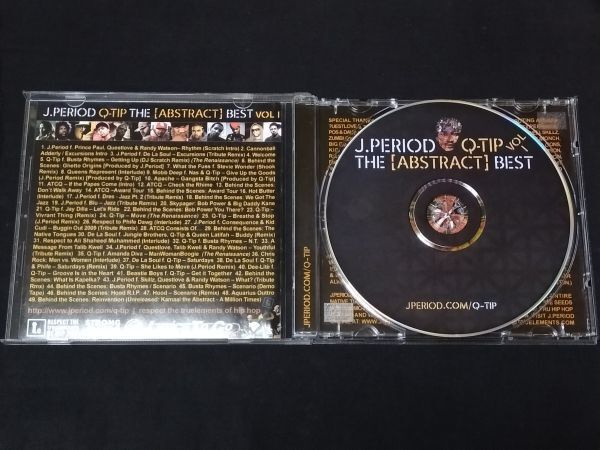 J.PERIOD Q-TIP THE [ABSTRACT] BEST VOL I
1. J.Period f. Prince Paul, Questlove & Randy Watson– Rhythm (Scratch Intro) 2. Cannonball
Adderly / Excursions Intro 3. J.Period f. De La Soul – Excursions (Tribute Remix) 4. Welcome
5. Q-Tip f. Busta Rhymes – Getting Up (DJ Scratch Remix) (The Renaissance) 6. Behind the
Scenes: Ghetto Origins [Produced by J.Period] 7. What the Fuss f. Stevie Wonder (Shook
Remix) 8. Queens Represent (Interlude) 9. Mobb Deep f. Nas & Q-Tip – Give Up the Goods
(J.Period Remix) [Produced by Q-Tip] 10. Apache – Gangsta Bitch [Produced by Q-Tip]
11. ATCQ – If the Papes Come (Intro) 12. ATCQ – Check the Rhime 13. Behind the Scenes:
Don't Walk Away 14. ATCQ –Award Tour 15. Behind the Scenes: Award Tour 16. Hot Butter
(Interlude) 17. J.Period f. Dres - Jazz Pt. 2 (Tribute Remix) 18. Behind the Scenes: We Got The
Jazz 19. J.Period f. Blu – Jazz (Tribute Remix) 20. Skypager: Bob Power & Big Daddy Kane
21. Q-Tip f. Jay Dilla – Let's Ride 22. Behind the Scenes: Bob Power You There? 23. Q-Tip –
Vivrant Thing (Remix) 24. Q-Tip – Move (The Renaissance) 25. Q-Tip – Breathe & Stop
(J.Period Remix) 26. Respect to Phife Dawg (Interlude) 27. J.Period f. Consequence & Kid
Cudi – Buggin Out 2009 (Tribute Remix) 28. ATCQ Consists Of... 29. Behind the Scenes: The
Native Tongues 30. De La Soul f. Jungle Brothers, Q-Tip & Queen Latifah – Buddy (Remix)
31. Respect to Ali Shaheed Muhammed (Interlude) 32. Q-Tip f. Busta Rhymes – N.T. 33. A
Message From Talib Kweli 34. J.Period f. Questlove, Talib Kweli & Randy Watson – Youthful
(Tribute Remix) 35. Q-Tip f. Amanda Diva – ManWomanBoogie (The Renaissance) 36. Chris
Rock: Men vs. Women (Interlude) 37. De La Soul f. Q-Tip – Saturdays 38. De La Soul f. Q-Tip
& Phife – Saturdays (Remix) 39. Q-Tip – She Likes to Move (J.Period Remix) 40. Dee-Lite f.
Q-Tip – Groove Is in the Heart 41. Beastie Boys f. Q-Tip – Get it Together 42. Behind the
Scenes: What Is Kapelka? 43. J.Period f. Skillz, Questlove & Randy Watson – What? (Tribute
Rmx) 44. Behind the Scenes: Busta Rhymes / Scenario 45. Busta Rhymes – Scenario (Demo
Tape) 46. Behind the Scenes: Hood & LP. 47. Hood – Scenario (Remix) 48. Aquarius Outtro
49. Behind the Scenes: Reinvention (Unreleased: Kamaal the Abstract - A Million Times)
http://www.jperiod.com/q-tip | respect the truelements of hip hop
RESPECT THE
STRONG
J.PERIOD Q-TIP VOL I
THE [ABSTRACT] BEST
JPERIOD.COM/Q-TIP
SPECIAL THAN
JPERIOD.COM/Q-TIP